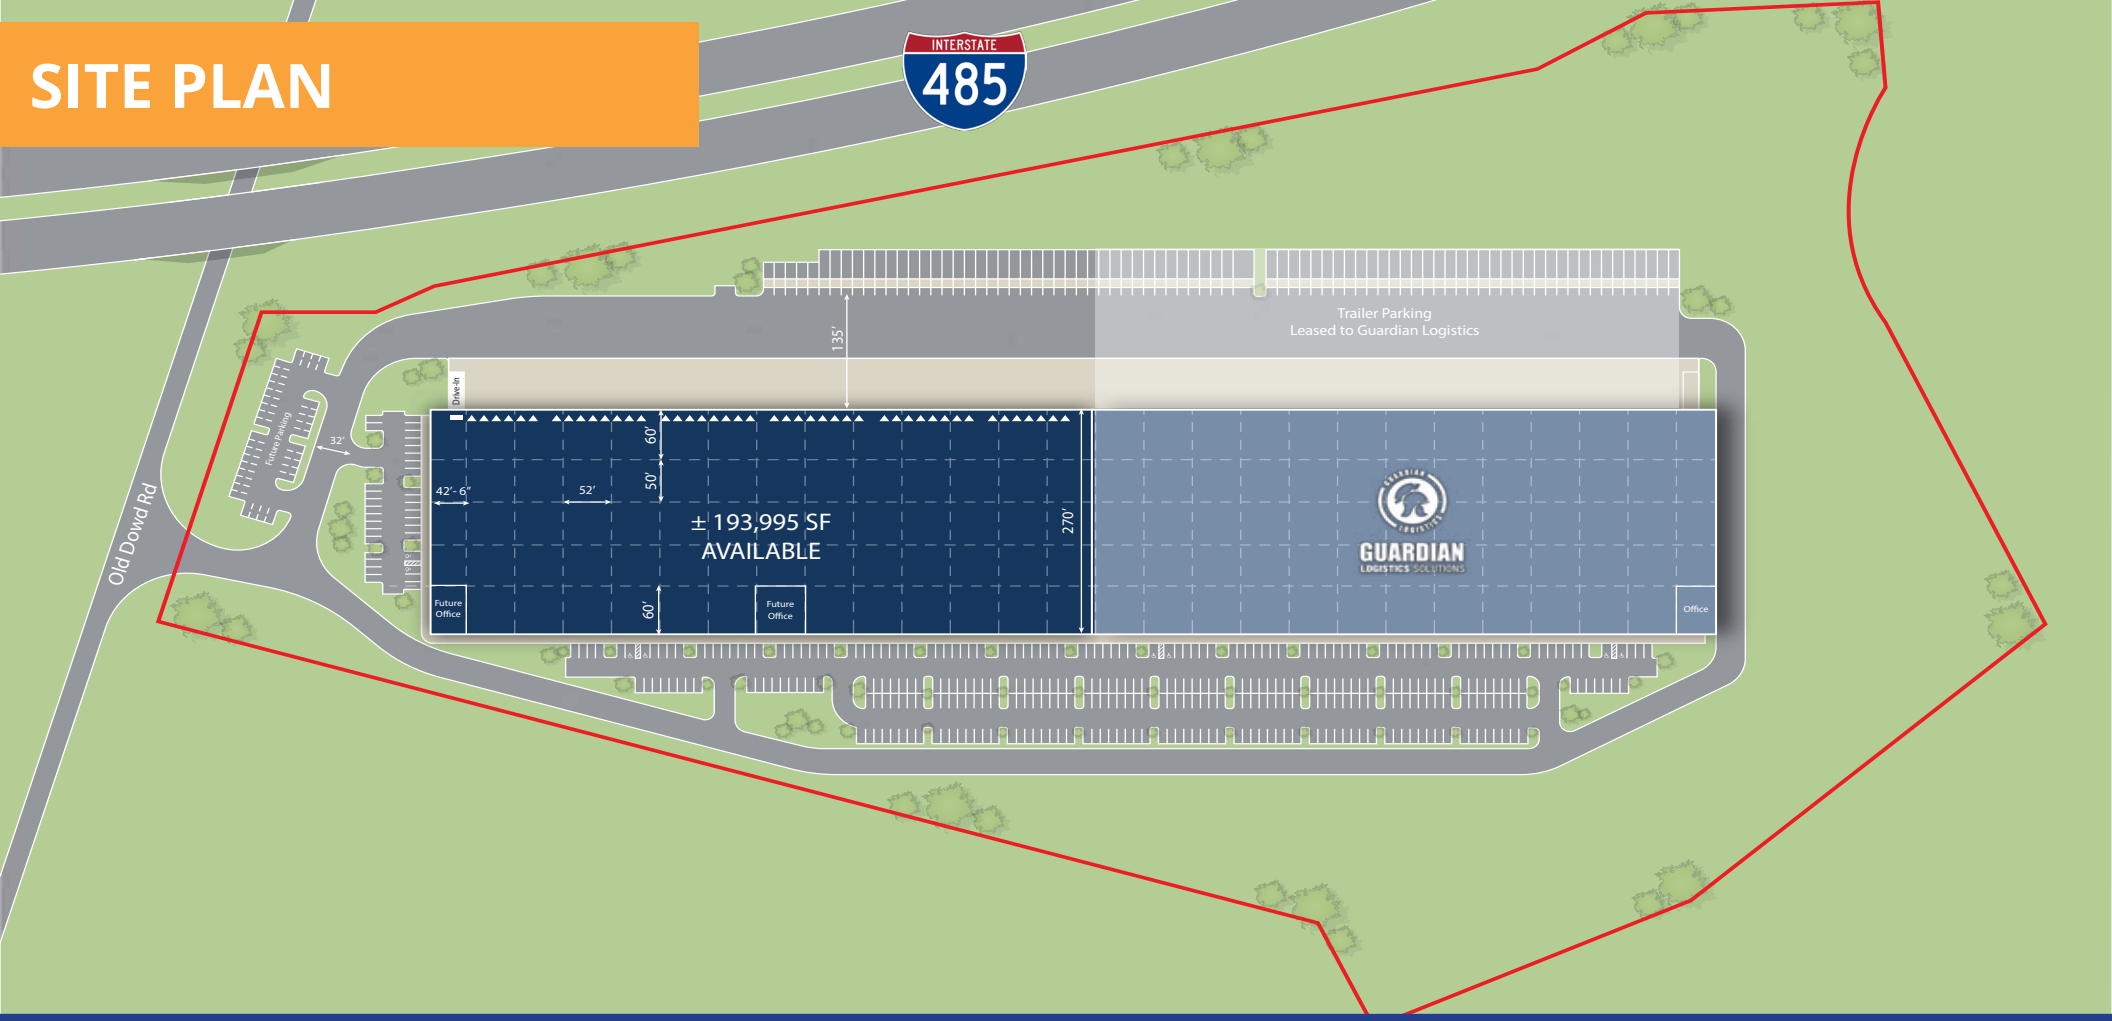 SITE PLAN
INTERSTATE
485
Trailer Parking
Leased to Guardian Logistics
135'
Drive-In
Future Parking
32'
60'
50'
42'- 6"
52'
± 193,995 SF
AVAILABLE
270'
GUARDIAN
LOGISTICS
GUARDIAN
LOGISTICS SOLUTIONS
Old Dowd Rd
Future
Office
60'
Future
Office
Office